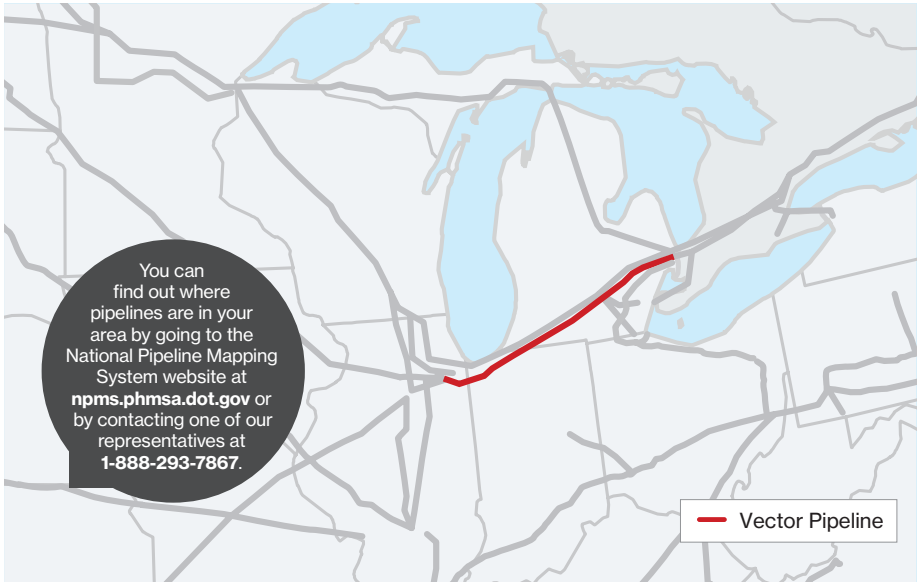 You can
find out where
pipelines are in your
area by going to the
National Pipeline Mapping
System website at
npms.phmsa.dot.gov or
by contacting one of our
representatives at
1-888-293-7867.
Vector Pipeline